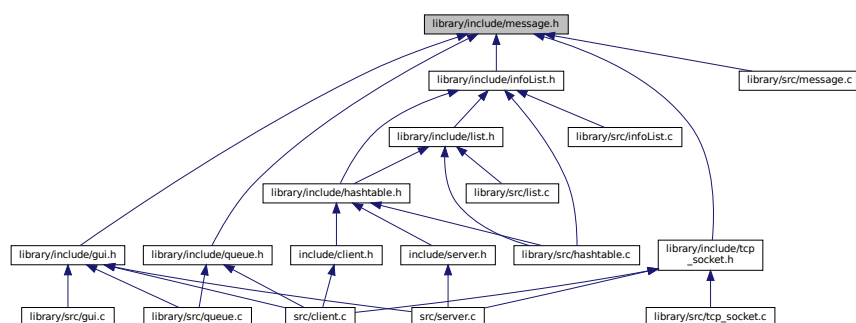 library/include/message.h
library/include/infoList.h
library/src/message.c
library/include/list.h
library/src/infoList.c
library/include/hashtable.h
library/src/list.c
library/include/gui.h
library/include/queue.h
include/client.h
include/server.h
library/src/hashtable.c
library/include/tcp
_socket.h
library/src/gui.c
library/src/queue.c
src/client.c
src/server.c
library/src/tcp_socket.c